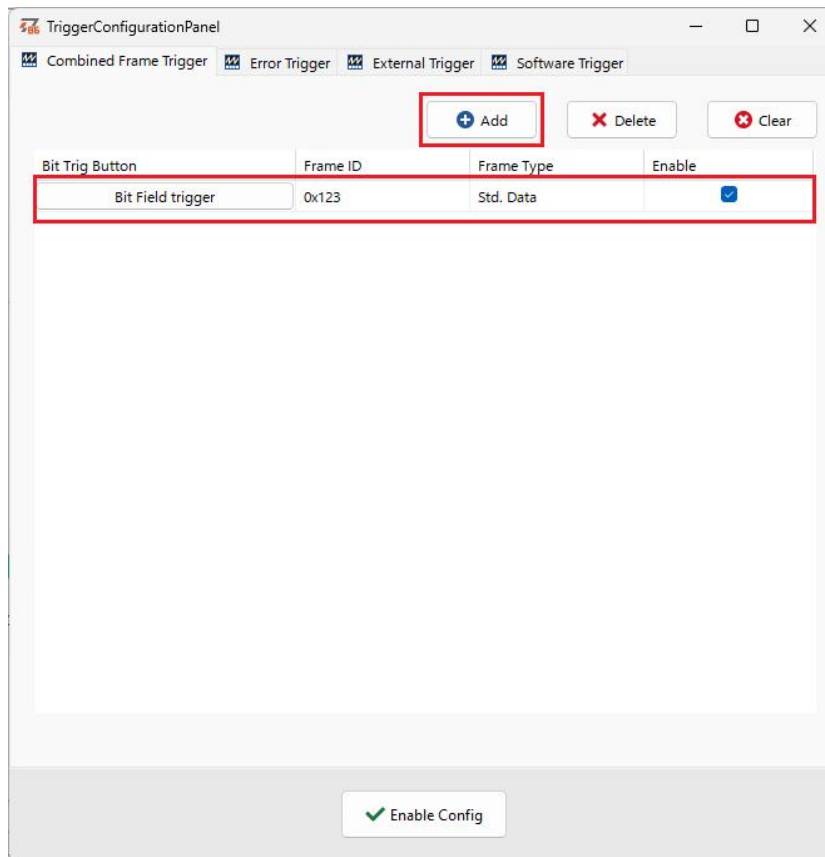 TriggerConfigurationPanel
Combined Frame Trigger Error Trigger External Trigger Software Trigger
Add Delete Clear
Bit Trig Button Frame ID Frame Type Enable
Bit Field trigger 0x123 Std. Data
Enable Config